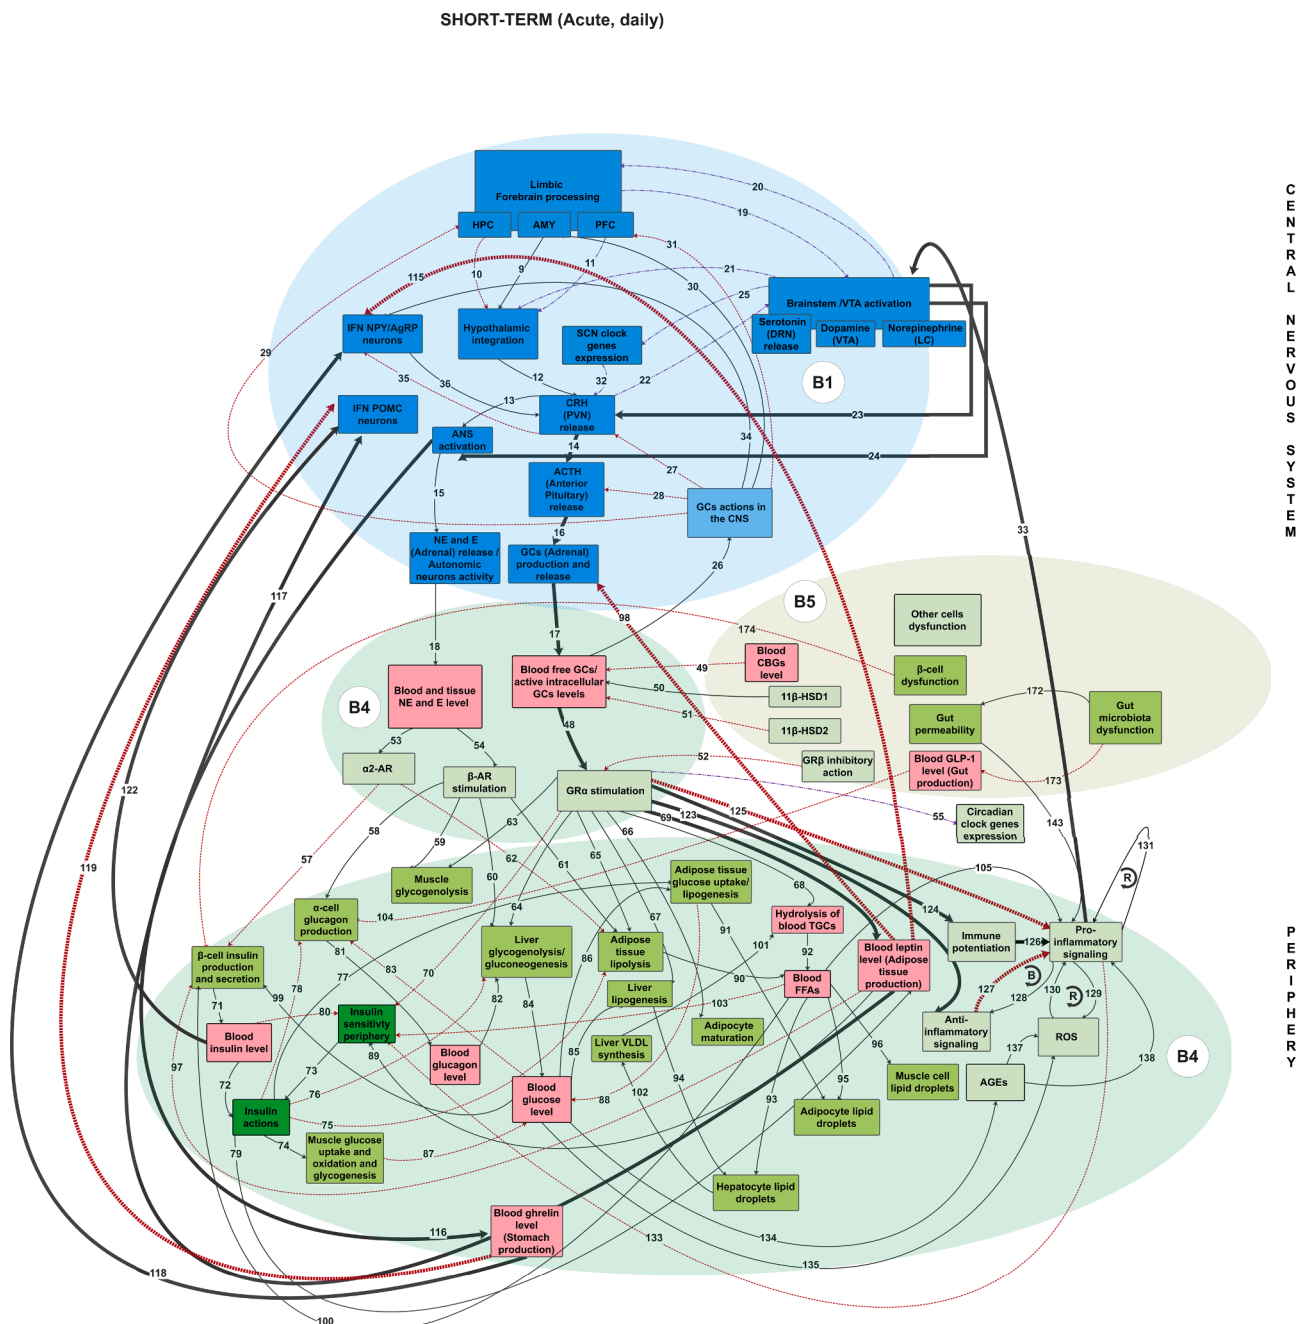 SHORT-TERM (Acute, daily)
CENTRAL NERVOUS SYSTEM
PERIPHERY
Limbic
Forebrain processing
HPC
AMY
PFC
20
19
31
29
115
10
9
11
21
30
25
Brainstem /VTA activation
Serotonin
(DRN)
release
Dopamine
(VTA)
Norepinephrine
(LC)
B1
IFN NPY/AgRP
neurons
Hypothalamic
integration
SCN clock
genes
expression
35
36
12
32
22
13
IFN POMC
neurons
CRH
(PVN)
release
23
ANS
activation
14
34
24
27
15
ACTH
(Anterior
Pituitary)
release
28
GCs actions in
the CNS
16
33
NE and E
(Adrenal) release /
Autonomic
neurons activity
GCs (Adrenal)
production and
release
26
117
18
17
98
174
B5
Other cells
dysfunction
Blood
CBGs
level
49
β-cell
dysfunction
Blood and tissue
NE and E level
Blood free GCs/
active intracellular
GCs levels
50
11β-HSD1
51
11β-HSD2
172
Gut
permeability
Gut
microbiota
dysfunction
B4
48
53
54
52
GRβ inhibitory
action
Blood GLP-1
level (Gut
production)
173
α2-AR
β-AR
stimulation
GRα stimulation
122
125
123
69
55
Circadian
clock genes
expression
143
58
59
63
66
57
62
61
65
60
119
131
R
105
Muscle
glycogenolysis
Adipose tissue
glucose uptake/
lipogenesis
68
104
64
67
124
α-cell
glucagon
production
Hydrolysis of
blood TGCs
Liver
glycogenolysis/
gluconeogenesis
Adipose
tissue
lipolysis
91
101
92
Immune
potentiation
126
Pro-
inflammatory
signaling
β-cell insulin
production
and secretion
81
77
83
70
86
90
Blood leptin
level (Adipose
tissue
production)
78
99
Liver
lipogenesis
Blood
FFAs
B
127
128
130
R
129
71
80
82
84
103
Insulin
sensitivty
periphery
Adipocyte
maturation
Anti-
inflammatory
signaling
ROS
Blood
insulin level
Liver VLDL
synthesis
137
138
B4
89
85
96
97
72
73
Blood
glucagon
level
94
95
Muscle cell
lipid droplets
AGEs
76
Blood
glucose
level
88
102
93
Insulin
actions
75
Adipocyte lipid
droplets
74
79
Muscle glucose
uptake and
oxidation and
glycogenesis
87
Hepatocyte lipid
droplets
Blood ghrelin
level
(Stomach
production)
116
133
134
135
118
100